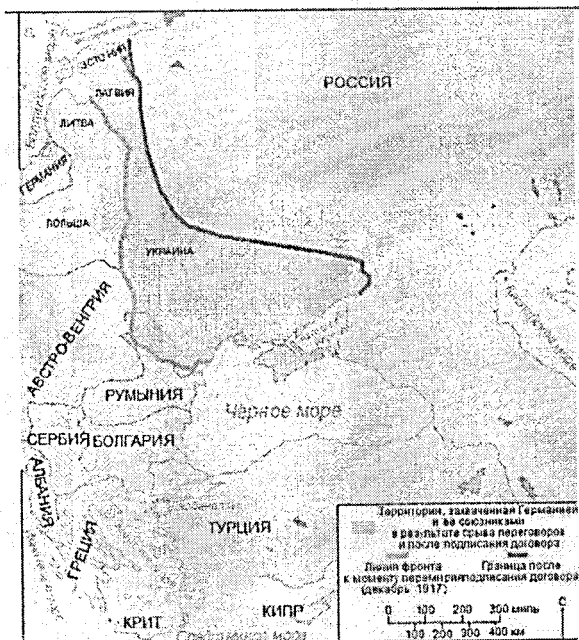 ЭСТОНИЯ
ЛАТВИЯ
РОССИЯ
ЛИТВА
ГЕРМАНИЯ
ПОЛЬША
УКРАИНА
АВСТРО-ВЕНГРИЯ
РУМЫНИЯ
Чёрное море
СЕРБИЯ
БОЛГАРИЯ
АЛБАНИЯ
ГРЕЦИЯ
ТУРЦИЯ
КРИТ
КИПР
Территории, захваченная Германией
и ее союзниками
в результате срыва переговоров
и после подписания договора
Линия фронта
к моменту перемирия
(декабрь 1917)
Граница после
подписания договора
0 100 200 300 миль
100 200 300 400 км
С